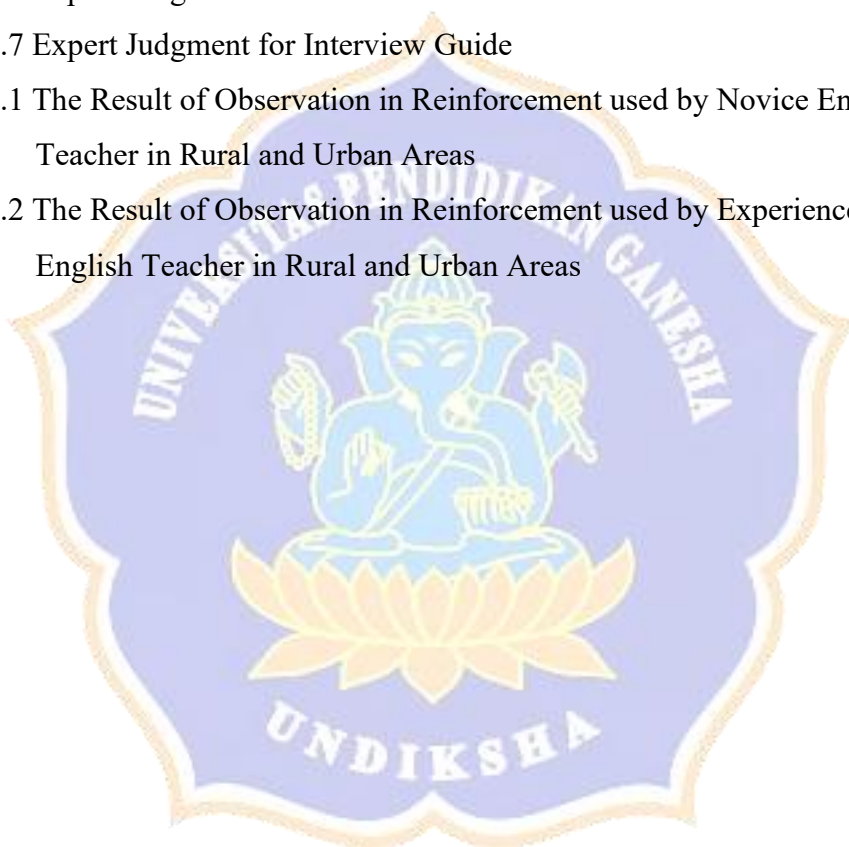 .7 Expert Judgment for Interview Guide
.1 The Result of Observation in Reinforcement used by Novice En
Teacher in Rural and Urban Areas
.2 The Result of Observation in Reinforcement used by Experience
English Teacher in Rural and Urban Areas
UNIVERSITAS PENDIDIKAN GANESHA
UNDIKSHA